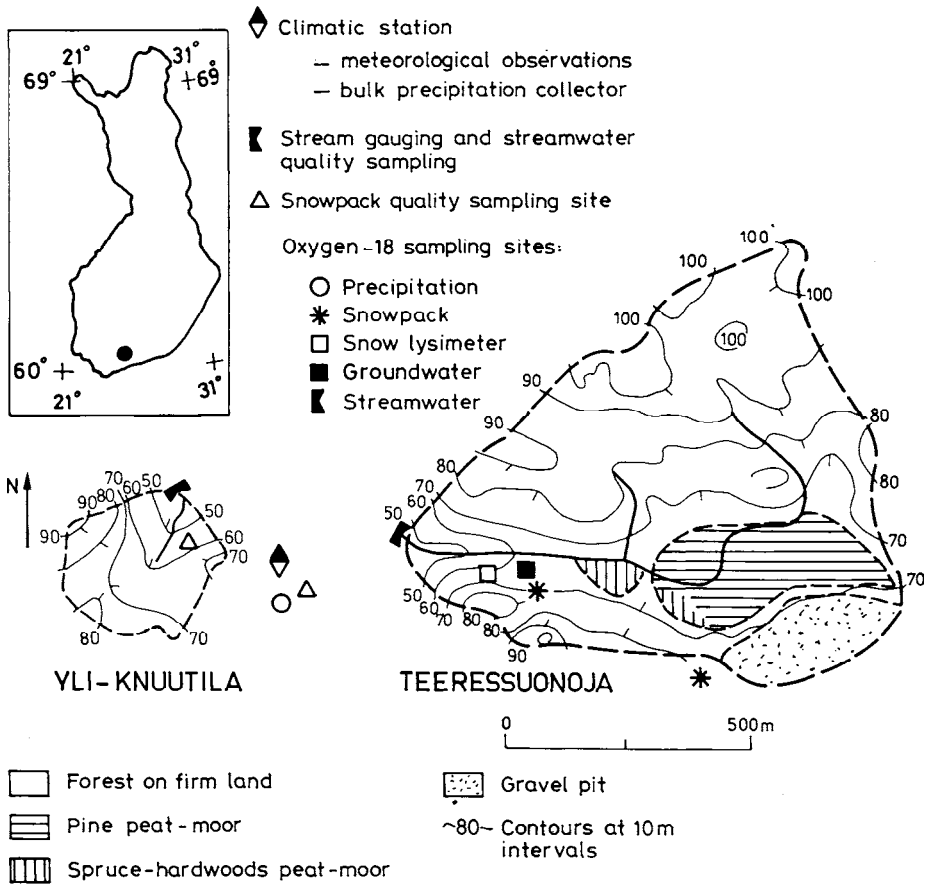 21° 31°
69° 69°
60°
21° 31°
Climatic station
– meteorological observations
– bulk precipitation collector
Stream gauging and streamwater
quality sampling
Snowpack quality sampling site
Oxygen-18 sampling sites:
Precipitation
Snowpack
Snow lysimeter
Groundwater
Streamwater
100
100
100
100
100
90
90
80
80
80
70
70
60
50
70
50
60
70
80
80
90
N
70
60
50
80
90
90
50
60
70
80
70
YLI-KNUUTILA
TEERESSUONOJA
0 500m
Forest on firm land
Pine peat-moor
Spruce-hardwoods peat-moor
Gravel pit
~80~ Contours at 10m
intervals